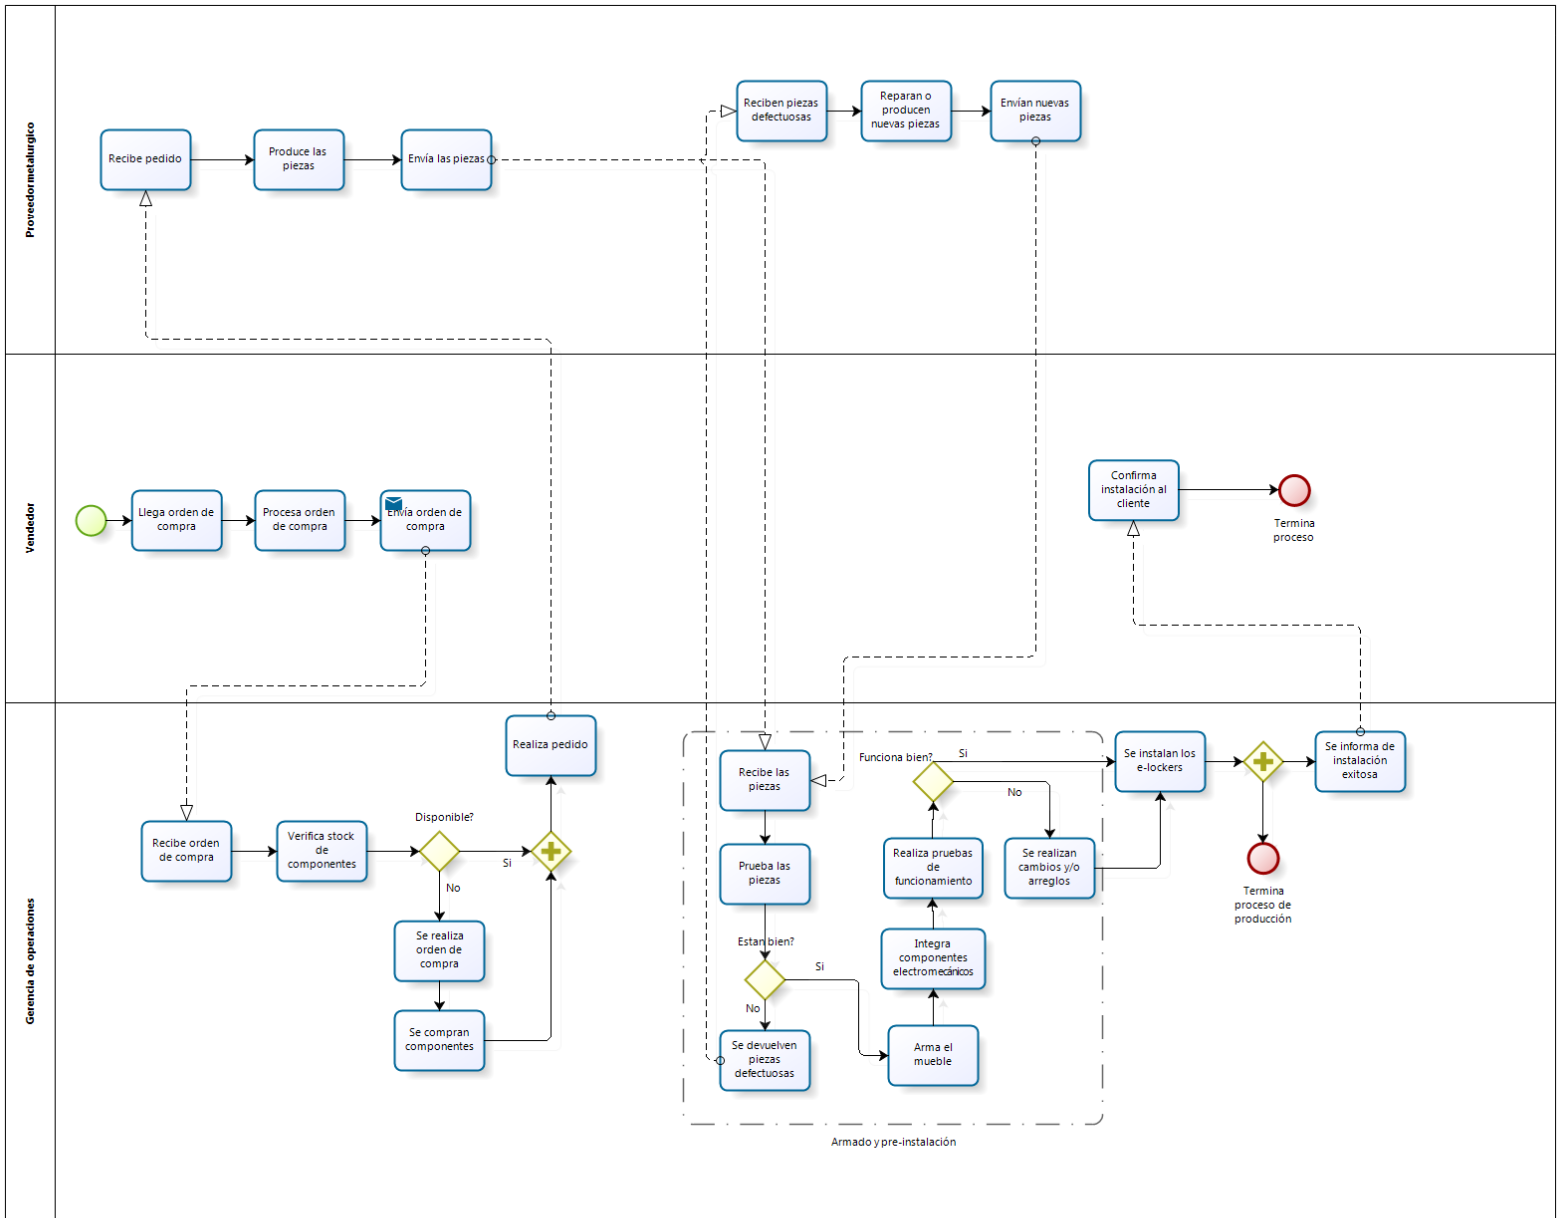 Proveedormetalurgico
Recibe pedido
Produce las
piezas
Envía las piezas
Reciben piezas
defectuosas
Reparan o
producen
nuevas piezas
Envían nuevas
piezas
Vendedor
Llega orden de
compra
Procesa orden
de compra
Envía orden de
compra
Confirma
instalación al
cliente
Termina
proceso
Gerencia de operaciones
Recibe orden
de compra
Verifica stock
de
componentes
Disponible?
Si
No
Se realiza
orden de
compra
Se compran
componentes
Realiza pedido
Recibe las
piezas
Prueba las
piezas
Estan bien?
Si
No
Se devuelven
piezas
defectuosas
Arma el
mueble
Integra
componentes
electromecánicos
Realiza pruebas
de
funcionamiento
Funciona bien?
Si
No
Se realizan
cambios y/o
arreglos
Armado y pre-instalación
Se instalan los
e-lockers
Termina
proceso de
producción
Se informa de
instalación
exitosa